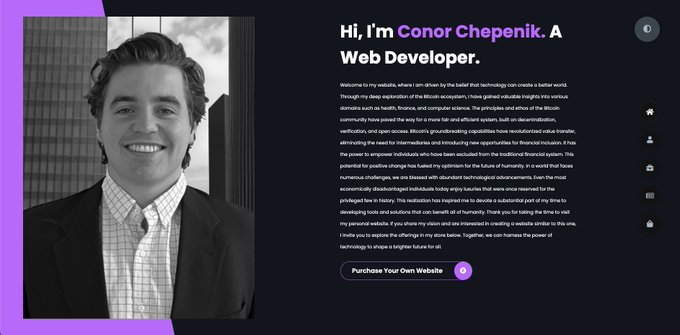 Hi, I'm Conor Chepenik. A
Web Developer.
Welcome to my website, where I am driven by the belief that technology can create a better world.
Through my deep exploration of the Bitcoin ecosystem, I have gained valuable insights into various
domains such as health, finance, and computer science. The principles and ethos of the Bitcoin
community have paved the way for a more fair and efficient system, built on decentralization,
verification, and open access. Bitcoin's groundbreaking capabilities have revolutionized value transfer,
eliminating the need for intermediaries and introducing new opportunities for financial inclusion. It has
the power to empower individuals who have been excluded from the traditional financial system. This
potential for positive change has fueled my optimism for the future of humanity. In a world that faces
numerous challenges, we are blessed with abundant technological advancements. Even the most
economically disadvantaged individuals today enjoy luxuries that were once reserved for the
privileged few in history. This realization has inspired me to devote a substantial part of my time to
developing tools and solutions that can benefit all of humanity. Thank you for taking the time to visit
my personal website. If you share my vision and are interested in creating a website similar to this one,
I invite you to explore the offerings in my store below. Together, we can harness the power of
technology to shape a brighter future for all.
Purchase Your Own Website